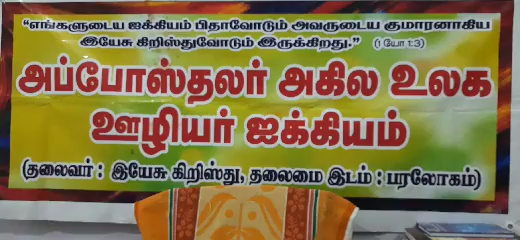 “எங்களுடைய ஐக்கியம் பிதாவோடும் அவருடைய குமாரனாகிய
இயேசு கிறிஸ்துவோடும் இருக்கிறது.” (1 யோ 1:3)
அப்போஸ்தலர் அகில உலக
ஊழியர் ஐக்கியம்
(தலைவர் : இயேசு கிறிஸ்து, தலைமை இடம் : பரலோகம்)